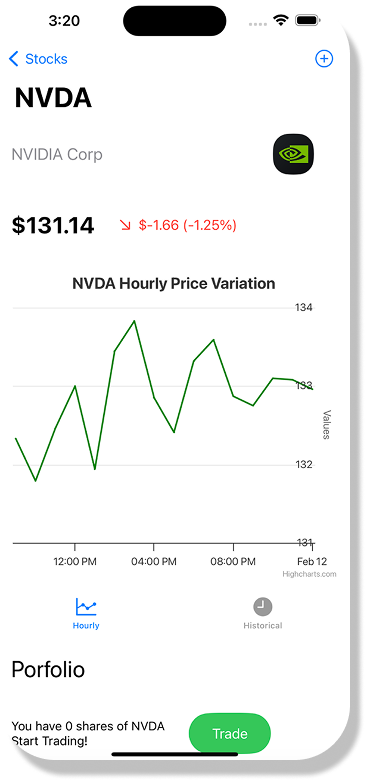 3:20
Stocks
NVDA
NVIDIA Corp
$131.14 $-1.66 (-1.25%)
NVDA Hourly Price Variation
134
133
132
131
Values
12:00 PM 04:00 PM 08:00 PM Feb 12
Highcharts.com
Hourly Historical
Porfolio
You have 0 shares of NVDA
Start Trading!
Trade